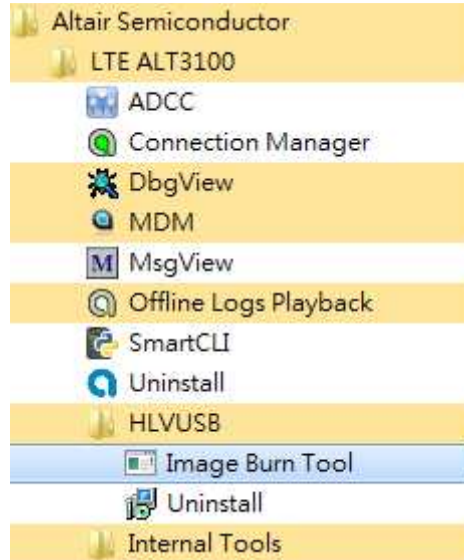 Altair Semiconductor
LTE ALT3100
ADCC
Connection Manager
DbgView
MDM
M MsgView
Offline Logs Playback
SmartCLI
Uninstall
HLVUSB
Image Burn Tool
Uninstall
Internal Tools